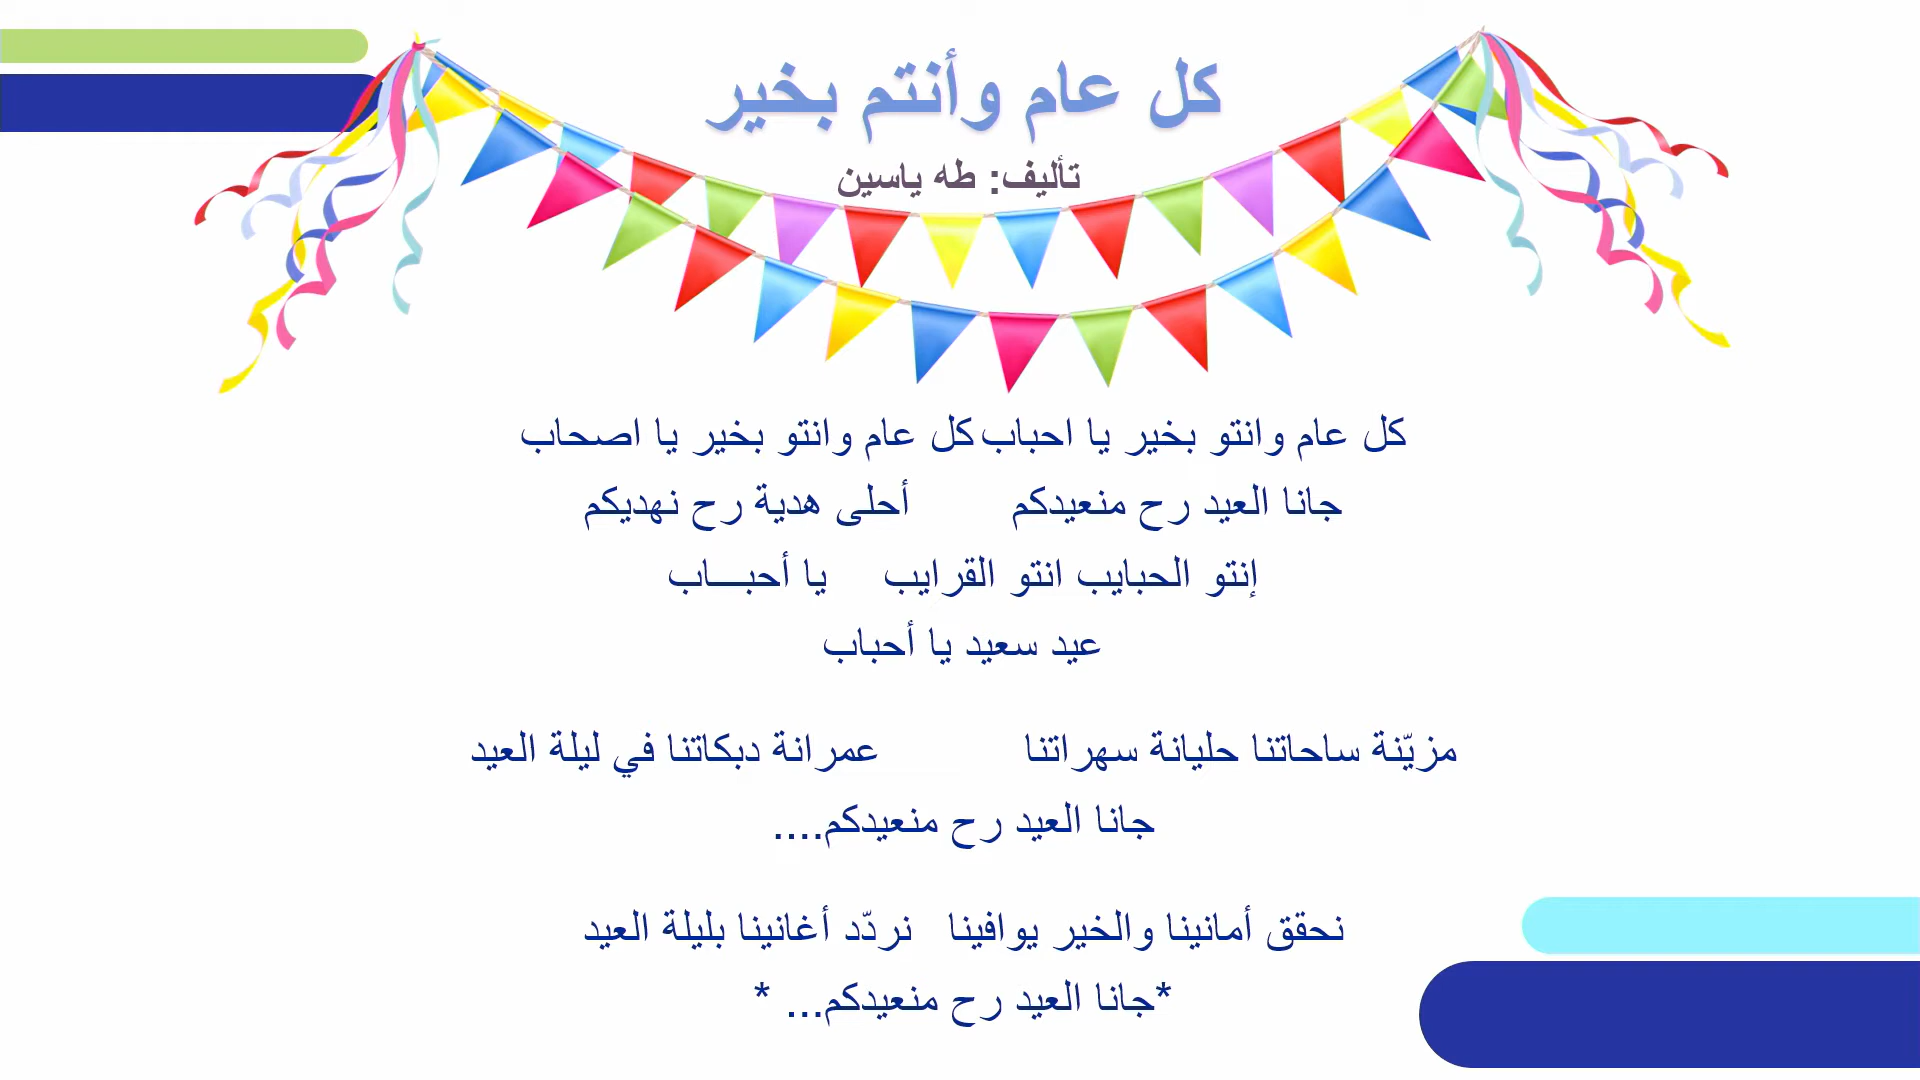 كل عام وأنتم بخير
تأليف: طه ياسين
كل عام وانتو بخير يا احباب كل عام وانتو بخير يا اصحاب
جانا العيد رح منعيدكم أحلى هدية رح نهديكم
إنتو الحبايب انتو القرايب يا أحبـــاب
عيد سعيد يا أحباب
مزيّنة ساحاتنا حليانة سهراتنا عمرانة دبكاتنا في ليلة العيد
جانا العيد رح منعيدكم....
نحقق أمانينا والخير يوافينا نردّد أغانينا بليلة العيد
*جانا العيد رح منعيدكم... *